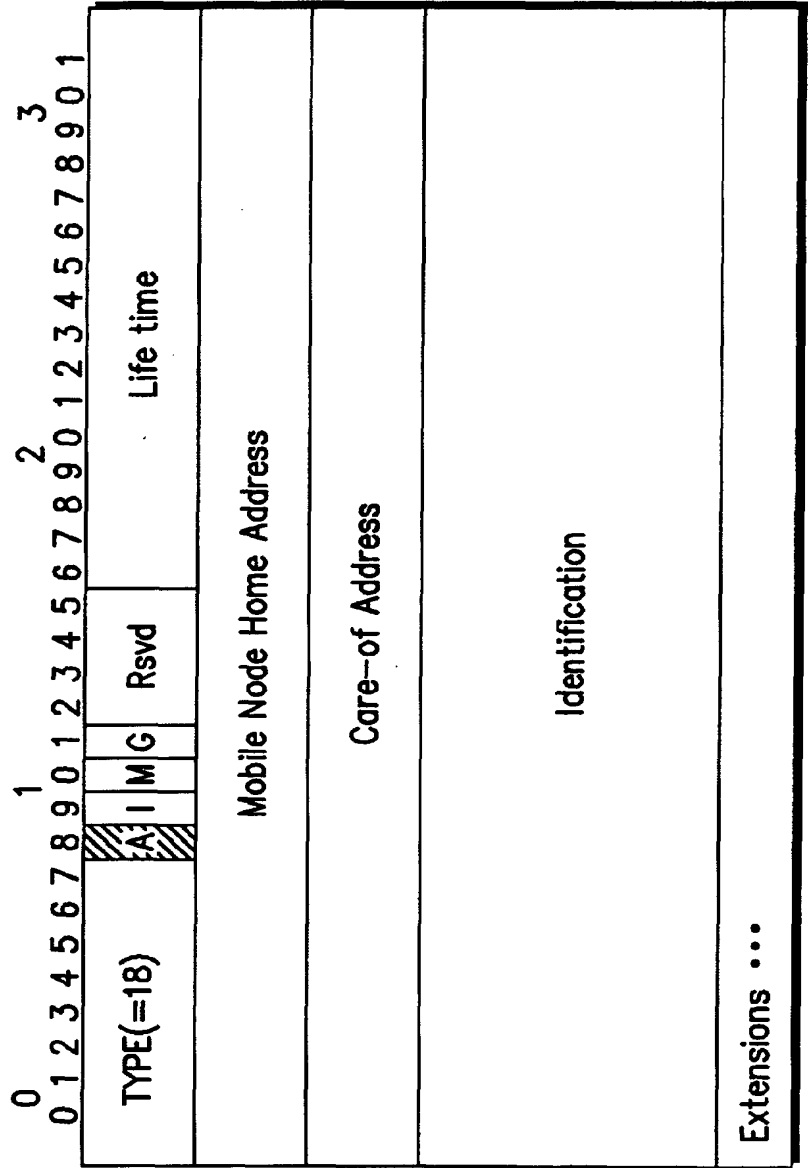 0 1 2 3
0 1 2 3 4 5 6 7 8 9 0 1 2 3 4 5 6 7 8 9 0 1 2 3 4 5 6 7 8 9 0 1
TYPE(=18) A I M G Rsvd Life time
Mobile Node Home Address
Care-of Address
Identification
Extensions •••